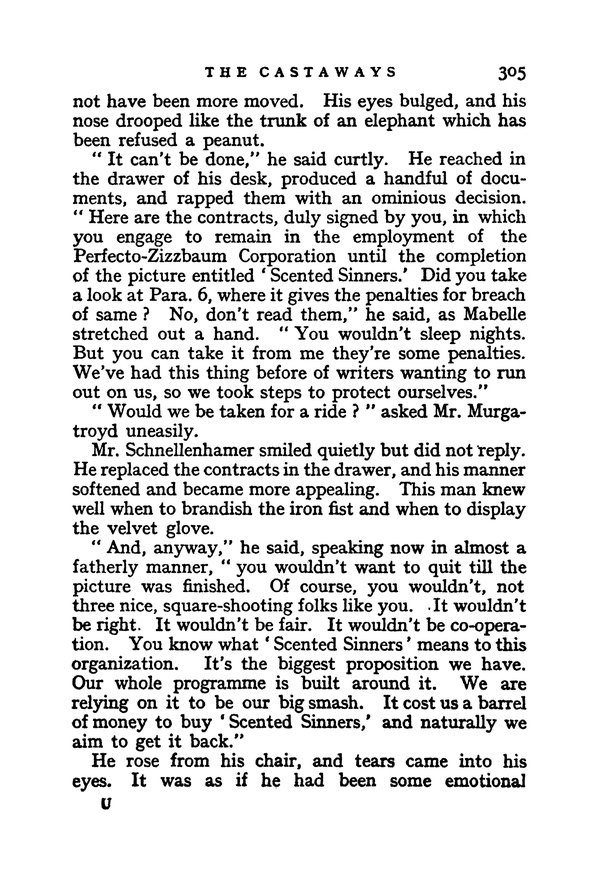 THE CASTAWAYS 305
not have been more moved. His eyes bulged, and his
nose drooped like the trunk of an elephant which has
been refused a peanut.
“ It can't be done,” he said curtly. He reached in
the drawer of his desk, produced a handful of docu-
ments, and rapped them with an ominious decision.
“ Here are the contracts, duly signed by you, in which
you engage to remain in the employment of the
Perfecto-Zizzbaum Corporation until the completion
of the picture entitled ‘ Scented Sinners.’ Did you take
a look at Para. 6, where it gives the penalties for breach
of same ? No, don't read them,” he said, as Mabelle
stretched out a hand. “ You wouldn't sleep nights.
But you can take it from me they're some penalties.
We've had this thing before of writers wanting to run
out on us, so we took steps to protect ourselves.”
“ Would we be taken for a ride ? ” asked Mr. Murga-
troyd uneasily.
Mr. Schnellenhamer smiled quietly but did not reply.
He replaced the contracts in the drawer, and his manner
softened and became more appealing. This man knew
well when to brandish the iron fist and when to display
the velvet glove.
“ And, anyway,” he said, speaking now in almost a
fatherly manner, “ you wouldn't want to quit till the
picture was finished. Of course, you wouldn't, not
three nice, square-shooting folks like you. It wouldn't
be right. It wouldn't be fair. It wouldn't be co-opera-
tion. You know what ‘ Scented Sinners ’ means to this
organization. It's the biggest proposition we have.
Our whole programme is built around it. We are
relying on it to be our big smash. It cost us a barrel
of money to buy ‘ Scented Sinners,’ and naturally we
aim to get it back.”
He rose from his chair, and tears came into his
eyes. It was as if he had been some emotional
U